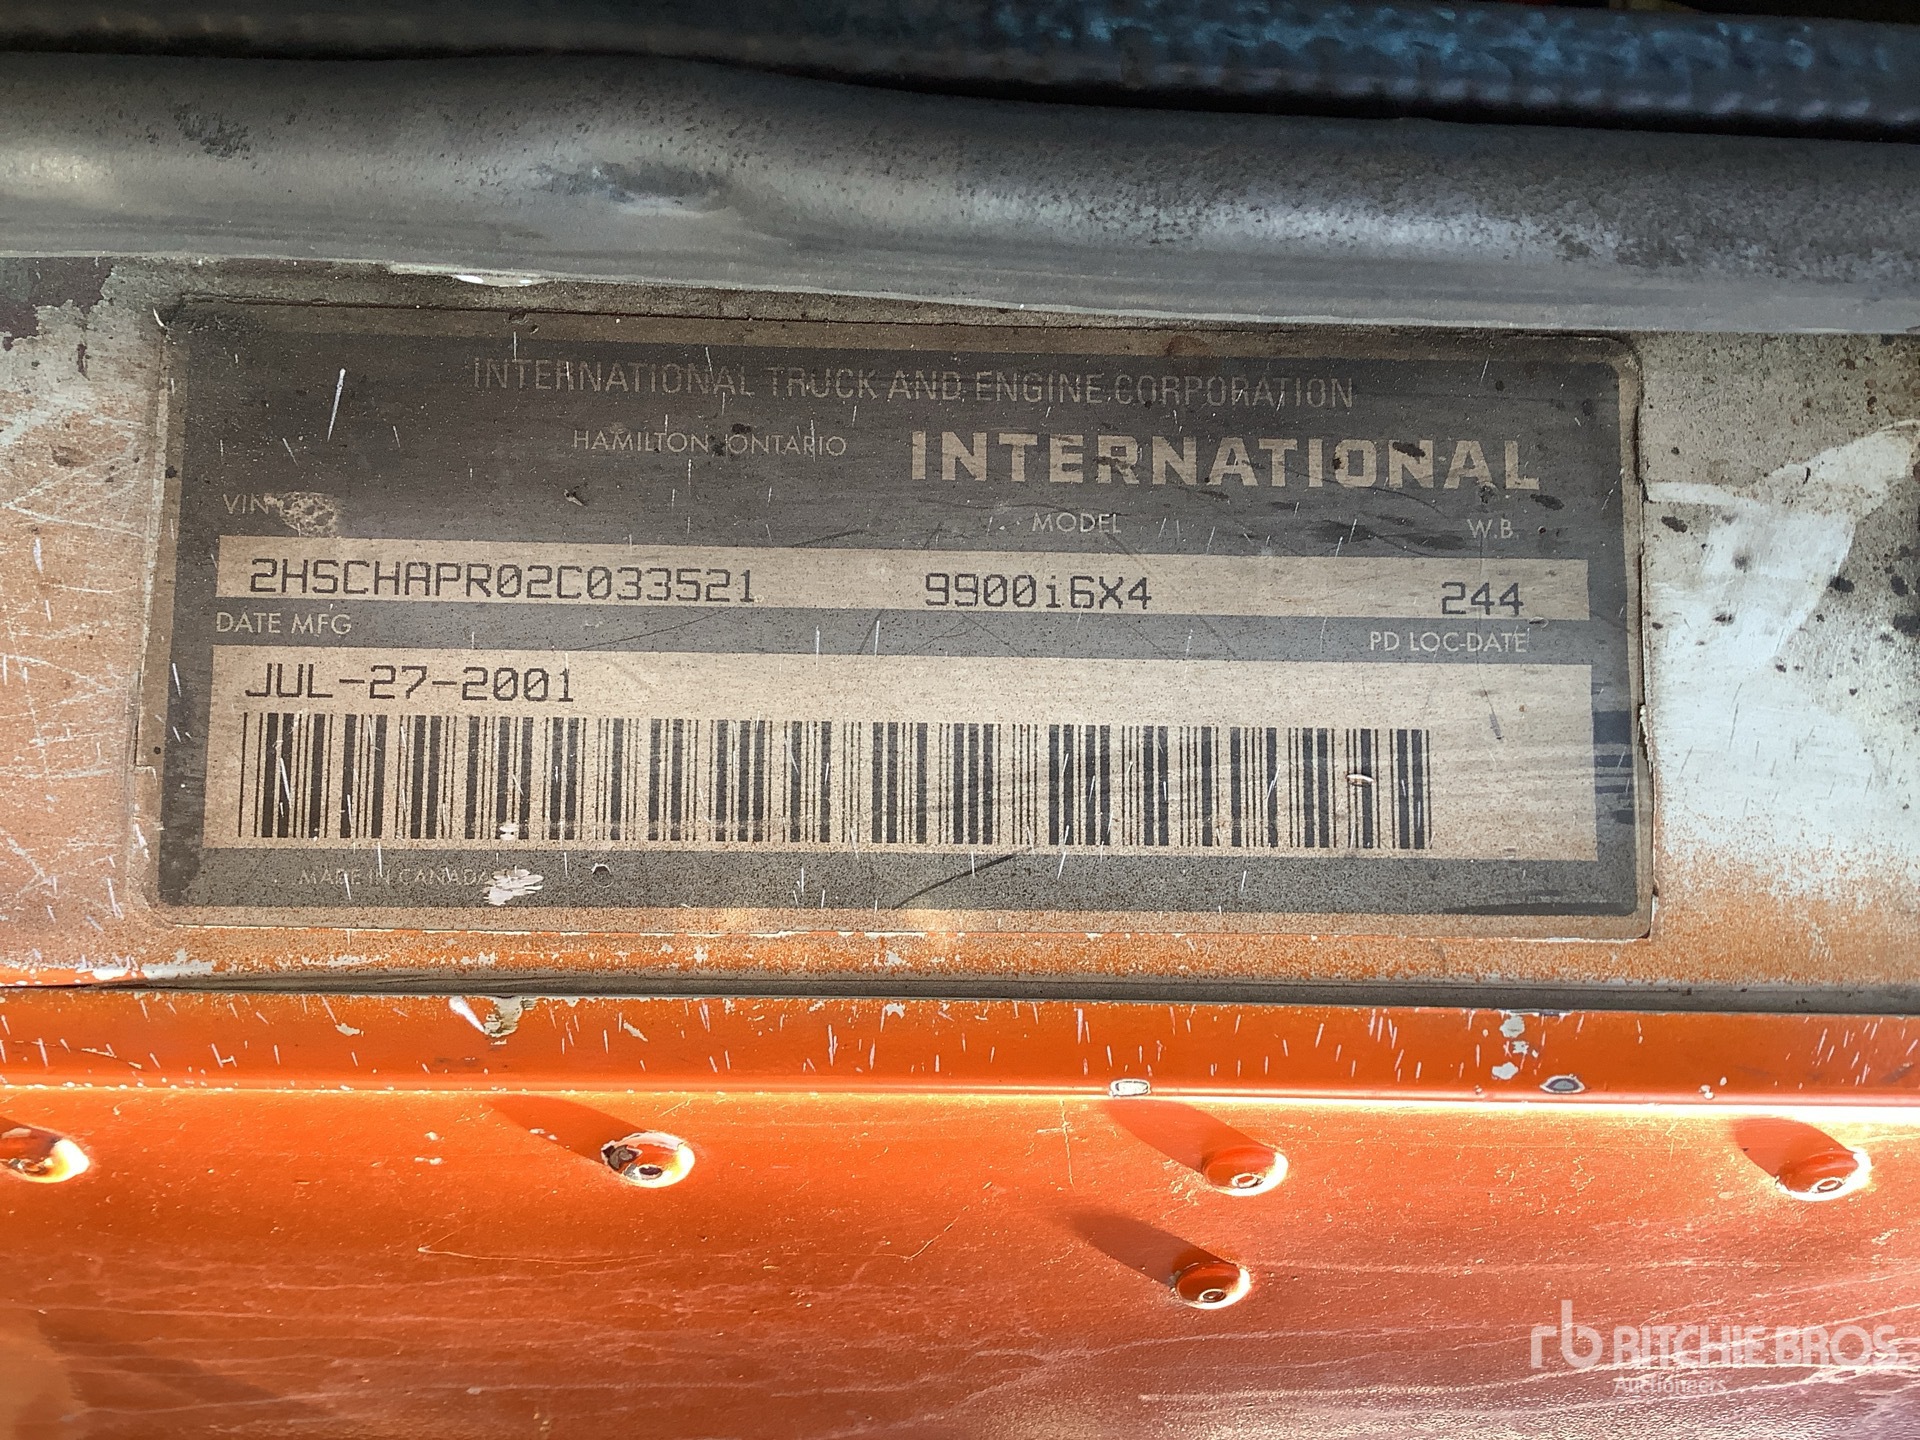 INTERNATIONAL TRUCK AND ENGINE CORPORATION
HAMILTON, ONTARIO INTERNATIONAL
VIN MODEL W.B.
2HSCHAPR02C033521 9900i6X4 244
DATE MFG PD LOC-DATE
JUL-27-2001
MADE IN CANADA
rb RITCHIE BROS
Auctioneers